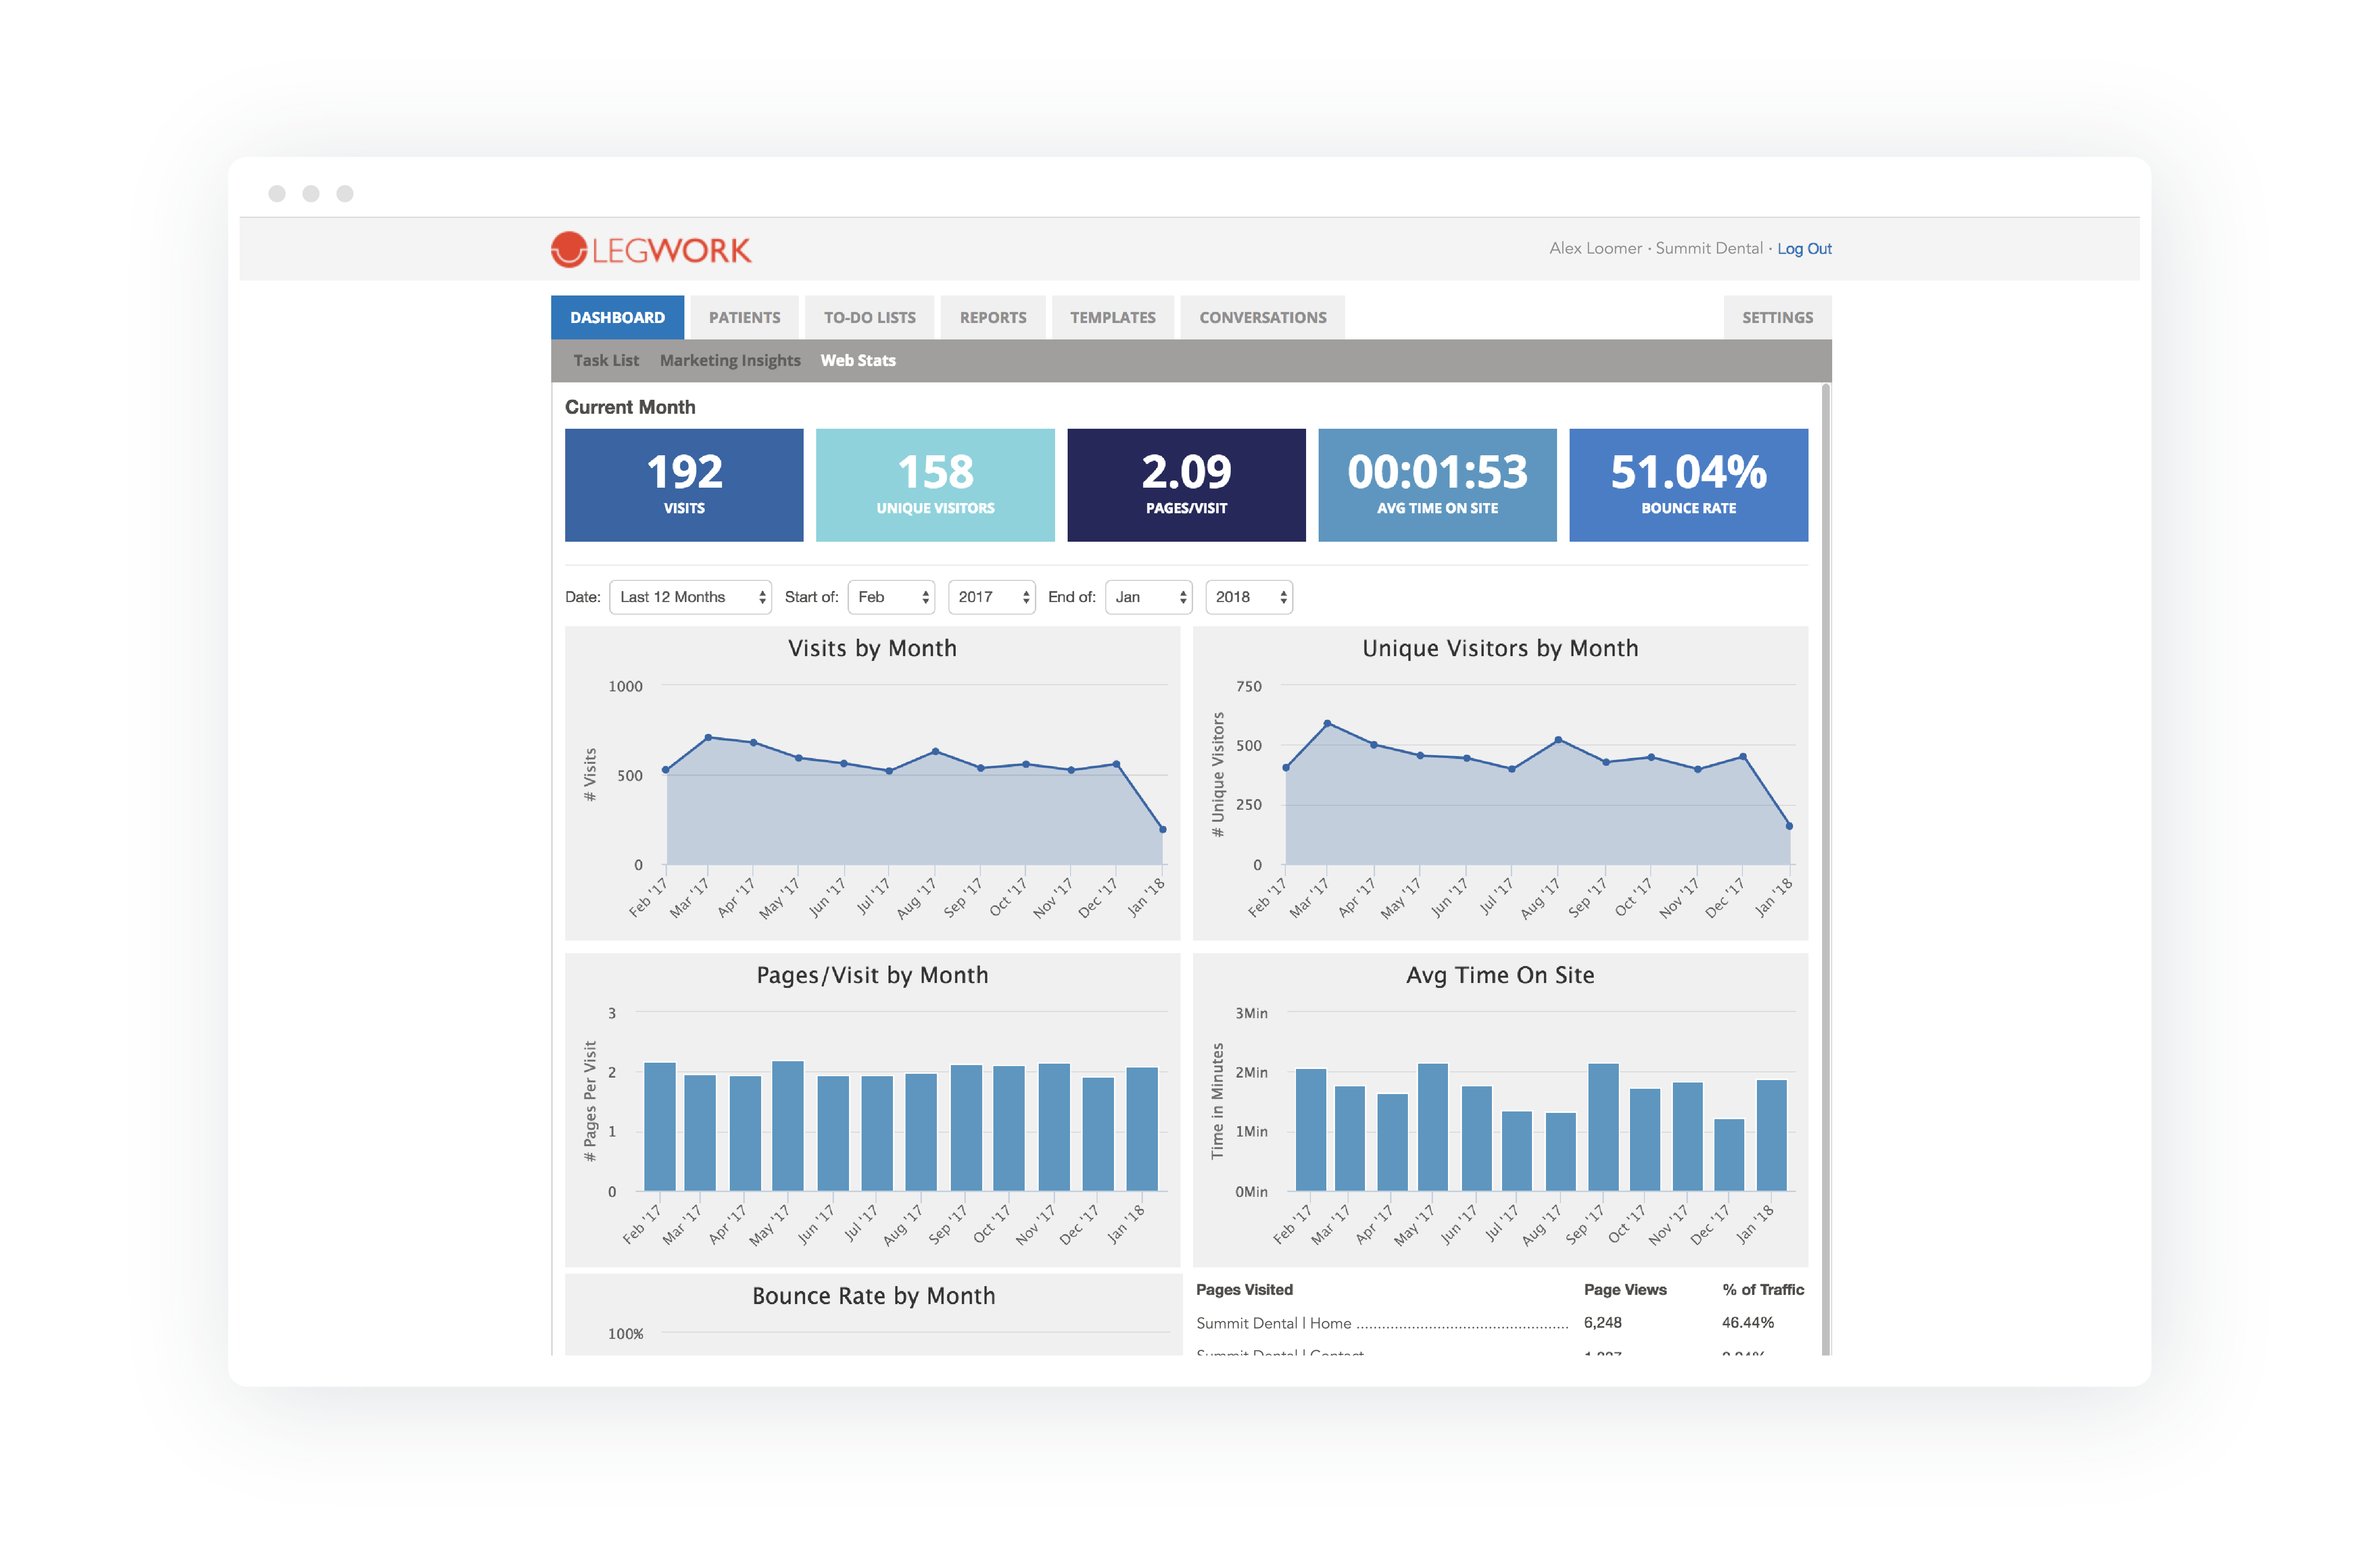 LEGWORK
Alex Loomer · Summit Dental · Log Out
DASHBOARD PATIENTS TO-DO LISTS REPORTS TEMPLATES CONVERSATIONS SETTINGS
Task List Marketing Insights Web Stats
Current Month
192 158 2.09 00:01:53 51.04%
VISITS UNIQUE VISITORS PAGES/VISIT AVG TIME ON SITE BOUNCE RATE
Date: Last 12 Months Start of: Feb 2017 End of: Jan 2018
Visits by Month
1000
500
0
# Visits
Feb '17 Mar '17 Apr '17 May '17 Jun '17 Jul '17 Aug '17 Sep '17 Oct '17 Nov '17 Dec '17 Jan '18
Unique Visitors by Month
750
500
250
0
# Unique Visitors
Feb '17 Mar '17 Apr '17 May '17 Jun '17 Jul '17 Aug '17 Sep '17 Oct '17 Nov '17 Dec '17 Jan '18
Pages/Visit by Month
3
2
1
0
# Pages Per Visit
Feb '17 Mar '17 Apr '17 May '17 Jun '17 Jul '17 Aug '17 Sep '17 Oct '17 Nov '17 Dec '17 Jan '18
Avg Time On Site
3Min
2Min
1Min
0Min
Time in Minutes
Feb '17 Mar '17 Apr '17 May '17 Jun '17 Jul '17 Aug '17 Sep '17 Oct '17 Nov '17 Dec '17 Jan '18
Bounce Rate by Month
100%
Pages Visited Page Views % of Traffic
Summit Dental | Home 6,248 46.44%
Summit Dental | Contact